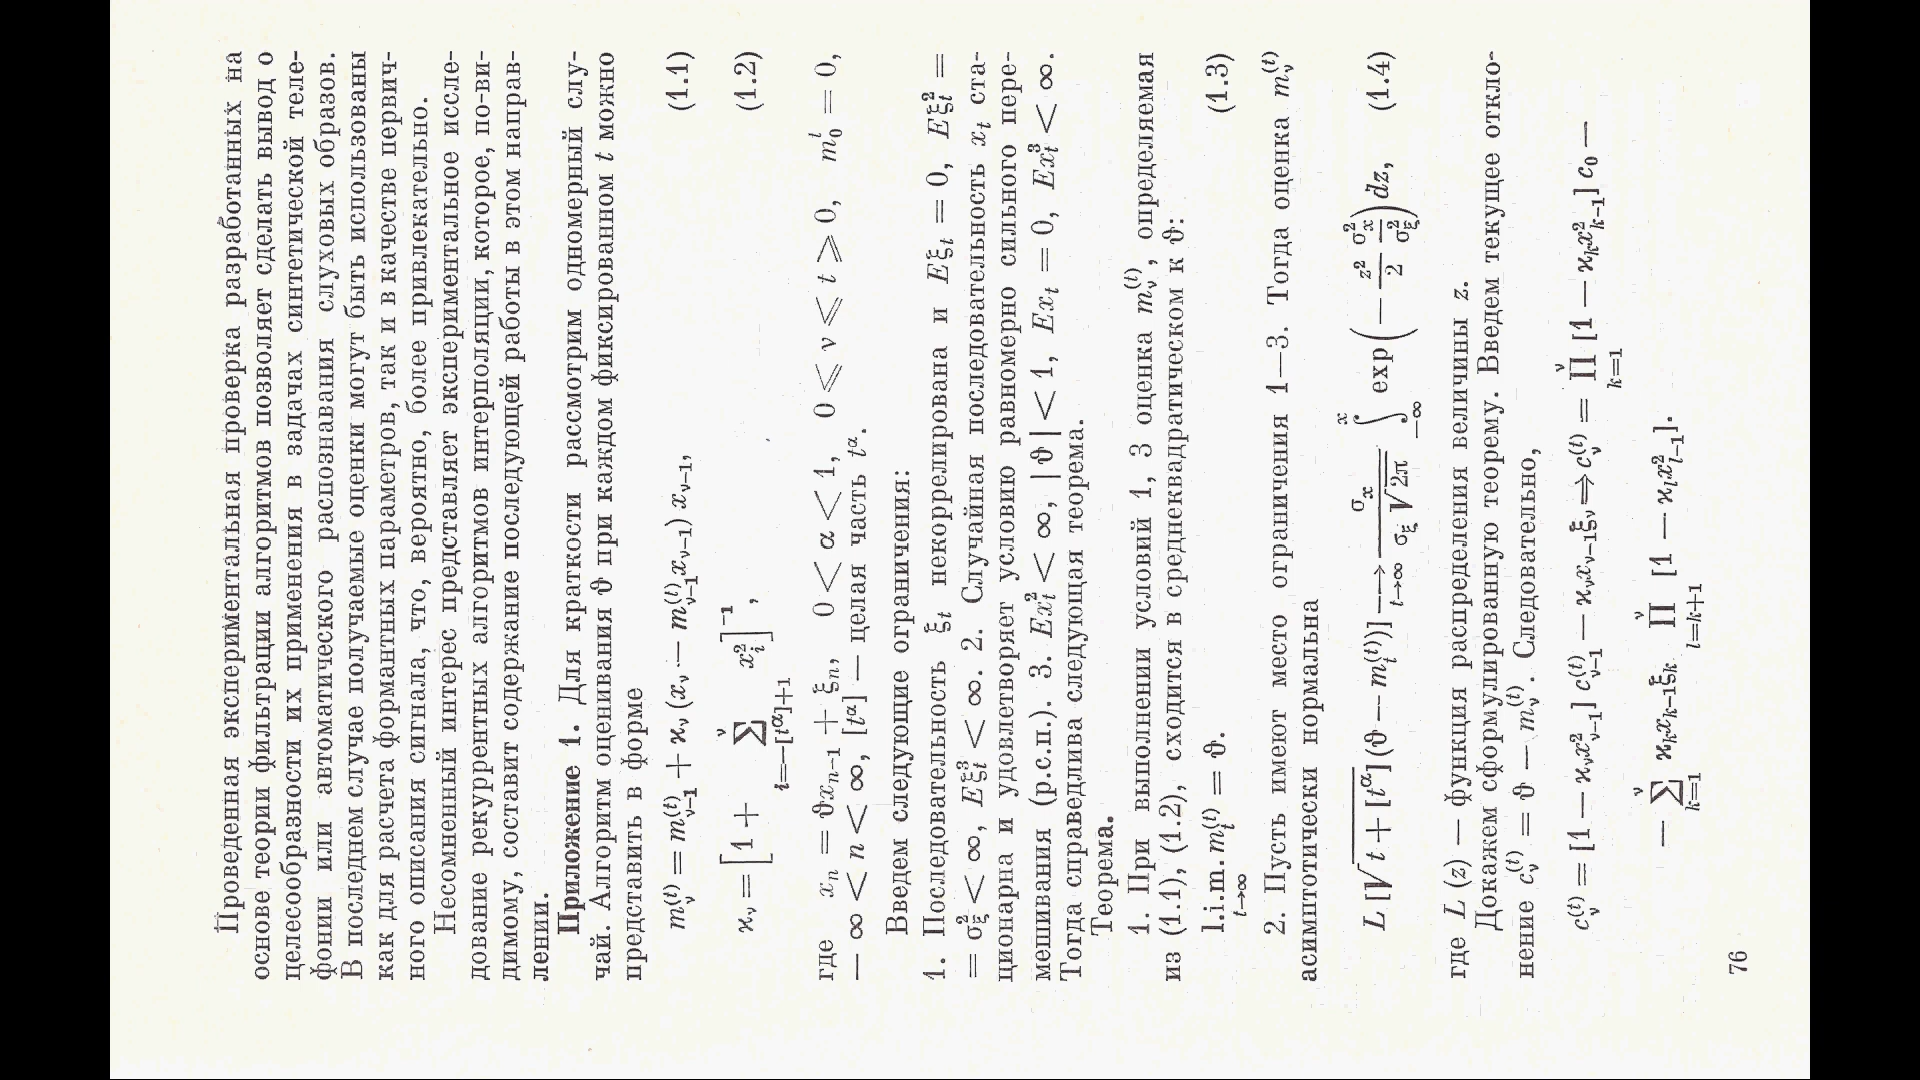 Проведенная экспериментальная проверка разработанных на
основе теории фильтрации алгоритмов позволяет сделать вывод о
целесообразности их применения в задачах синтетической теле-
фонии или автоматического распознавания слуховых образов.
В последнем случае получаемые оценки могут быть использованы
как для расчета формантных параметров, так и в качестве первич-
ного описания сигнала, что, вероятно, более привлекательно.
Несомненный интерес представляет экспериментальное иссле-
дование рекуррентных алгоритмов интерполяции, которое, по-ви-
димому, составит содержание последующей работы в этом направ-
лении.
Приложение 1. Для краткости рассмотрим одномерный слу-
чай. Алгоритм оценивания ϑ при каждом фиксированном t можно
представить в форме
m_ν^{(t)} = m_{ν−1}^{(t)} + ϰ_ν (x_ν − m_{ν−1}^{(t)} x_{ν−1}) x_{ν−1}, (1.1)
ϰ_ν = [1 + ∑_{i=−[t^α]+1}^{ν} x_i^2]^{−1}, (1.2)
где x_n = ϑx_{n−1} + ξ_n, 0 < α < 1, 0 ⩽ ν ⩽ t ⩾ 0, m_0^t = 0,
− ∞ < n < ∞, [t^α] — целая часть t^α.
Введем следующие ограничения:
1. Последовательность ξ_t некоррелирована и Eξ_t = 0, Eξ_t^2 =
= σ_ξ^2 < ∞, Eξ_t^3 < ∞. 2. Случайная последовательность x_t ста-
ционарна и удовлетворяет условию равномерно сильного пере-
мешивания (р.с.п.). 3. Ex_t^2 < ∞, |ϑ| < 1, Ex_t = 0, Ex_t^3 < ∞.
Тогда справедлива следующая теорема.
Теорема.
1. При выполнении условий 1, 3 оценка m_ν^{(t)}, определяемая
из (1.1), (1.2), сходится в среднеквадратическом к ϑ:
l.i.m. m_t^{(t)} = ϑ. (1.3)
t→∞
2. Пусть имеют место ограничения 1—3. Тогда оценка m_ν^{(t)}
асимптотически нормальна
L [√(t + [t^α]) (ϑ − m_t^{(t)})] →_{t→∞} σ_x / (σ_ξ √(2π)) ∫_{−∞}^{x} exp (− z^2/2 · σ_x^2/σ_ξ^2) dz, (1.4)
где L (z) — функция распределения величины z.
Докажем сформулированную теорему. Введем текущее откло-
нение c_ν^{(t)} = ϑ − m_ν^{(t)}. Следовательно,
c_ν^{(t)} = [1 − ϰ_ν x_{ν−1}^2] c_{ν−1}^{(t)} − ϰ_ν x_{ν−1} ξ_ν ⇒ c_ν^{(t)} = ∏_{k=1}^{ν} [1 − ϰ_k x_{k−1}^2] c_0 −
− ∑_{k=1}^{ν} ϰ_k x_{k−1} ξ_k ∏_{l=k+1}^{ν} [1 − ϰ_l x_{l−1}^2].
76